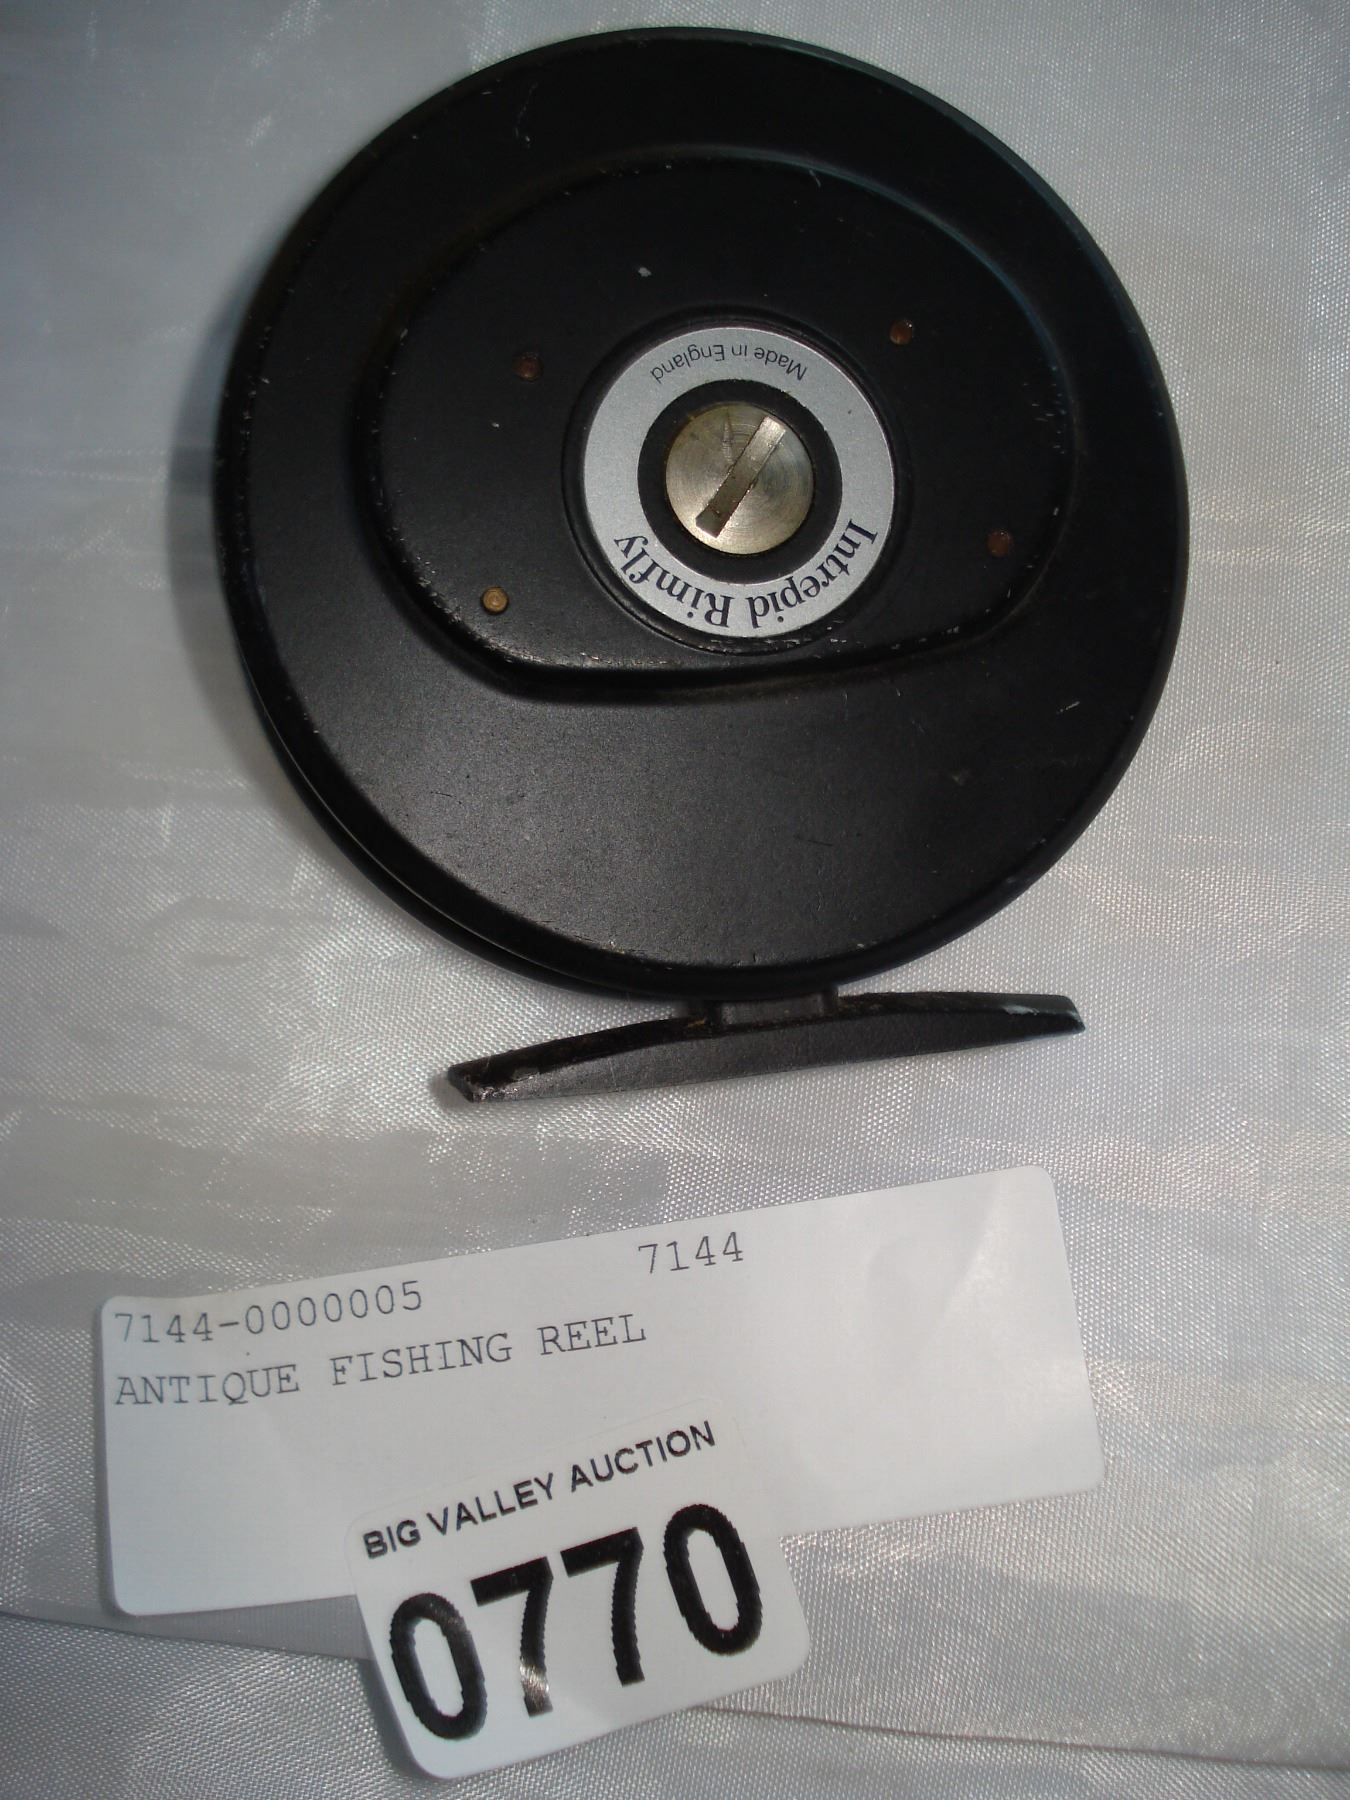 Made in England
Intrepid Rimfly
7144-0000005 7144
ANTIQUE FISHING REEL
BIG VALLEY AUCTION
0770